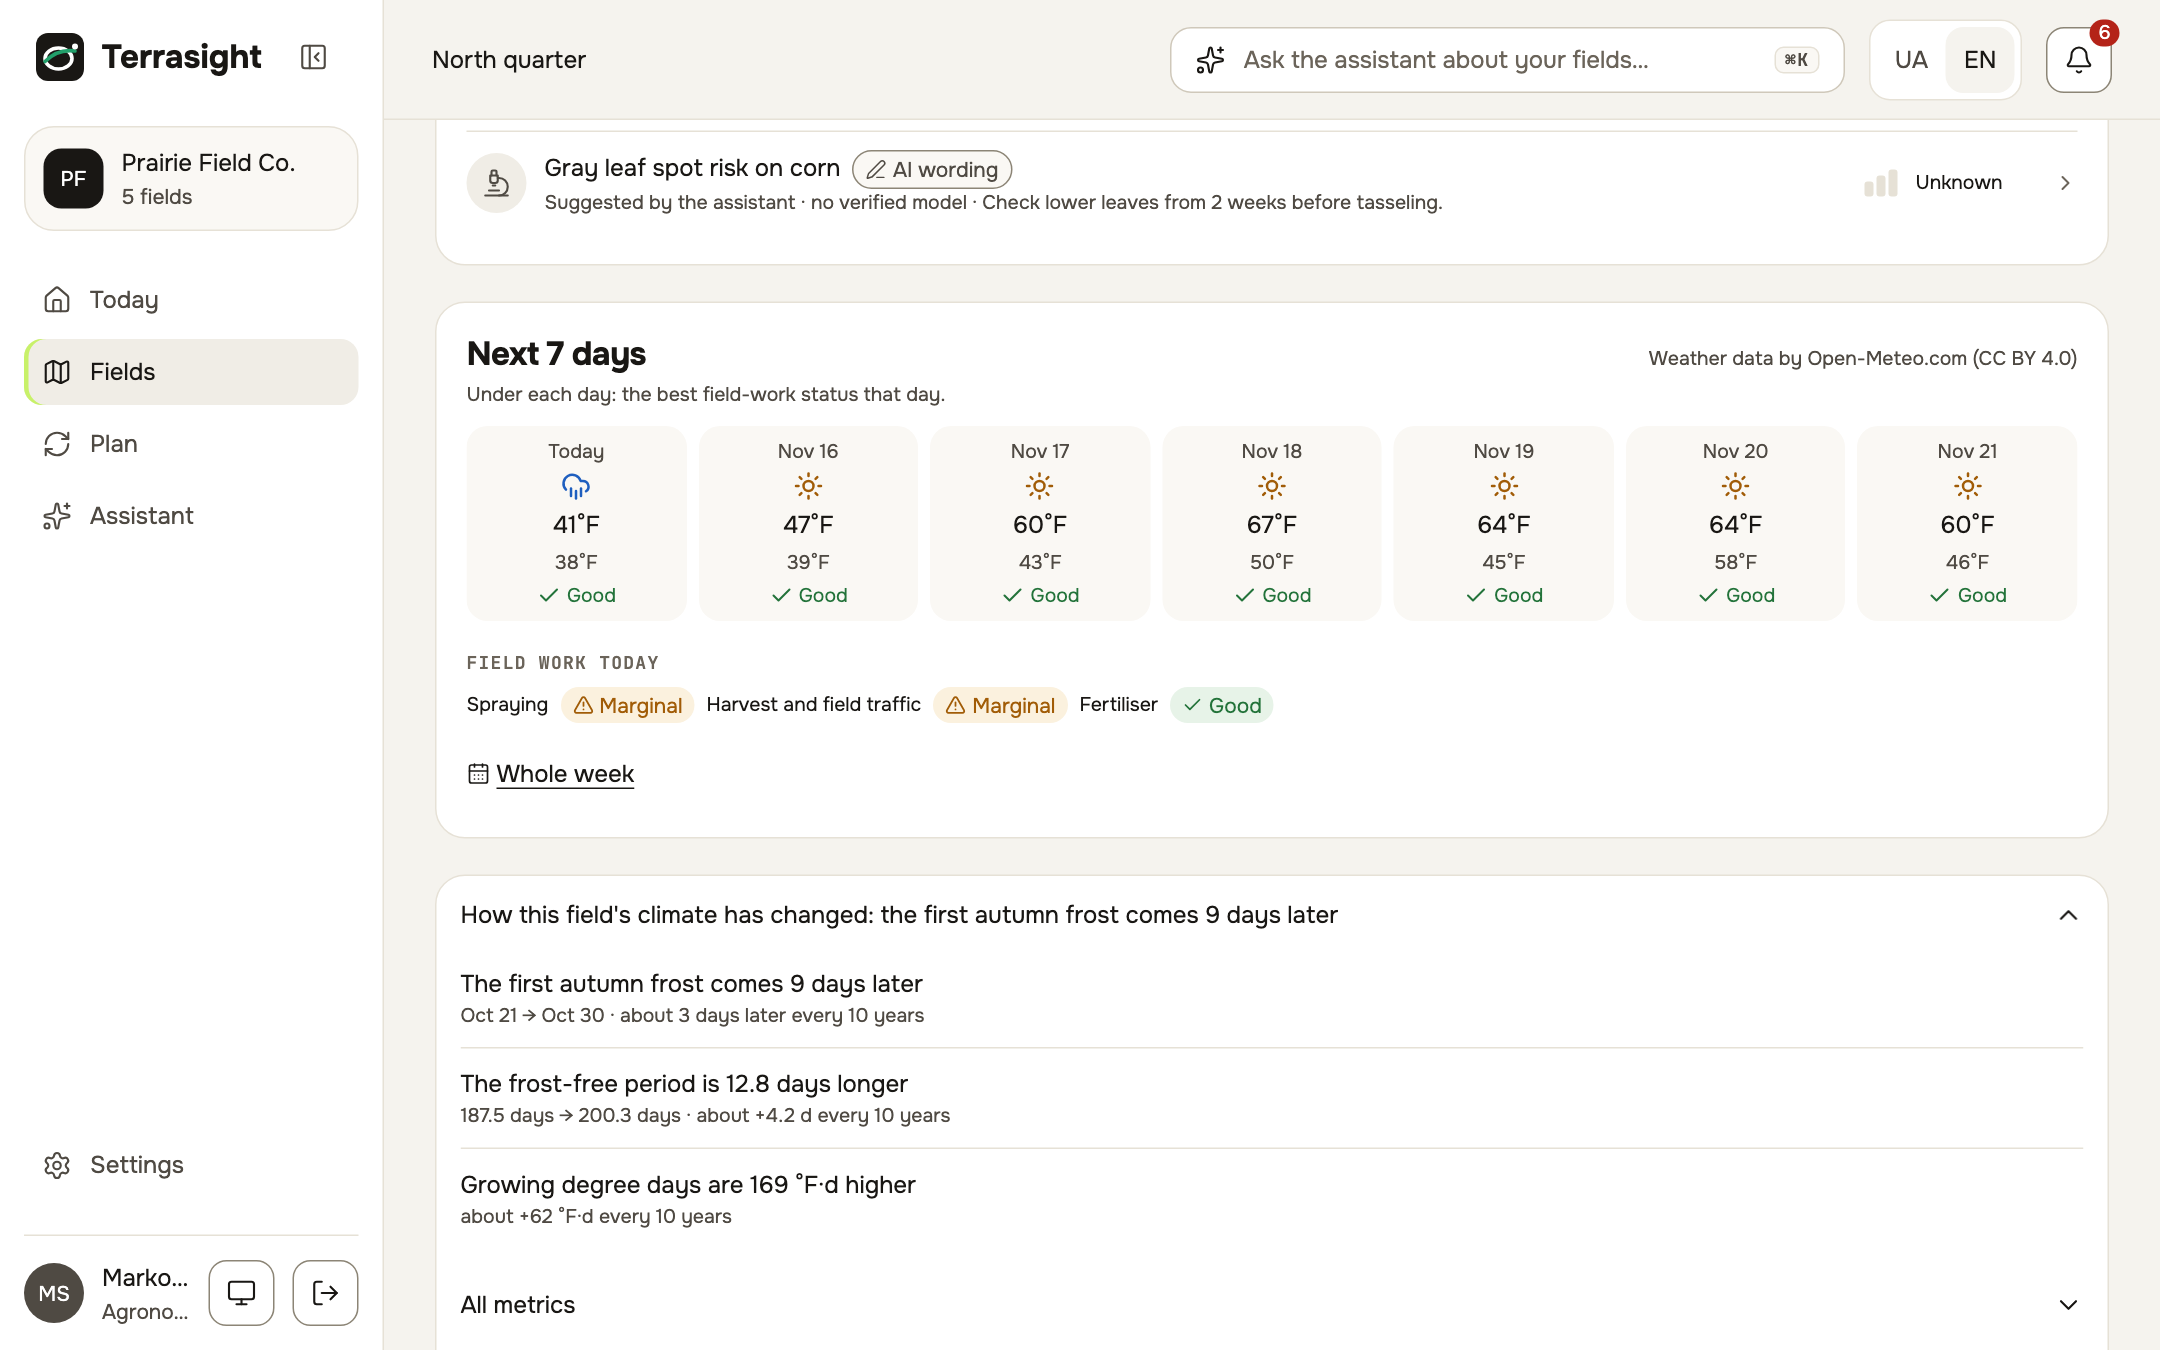 Terrasight
PF
Prairie Field Co.
5 fields
Today
Fields
Plan
Assistant
Settings
MS
Marko...
Agrono...
North quarter
Ask the assistant about your fields...
⌘K
UA
EN
6
Gray leaf spot risk on corn
AI wording
Suggested by the assistant · no verified model · Check lower leaves from 2 weeks before tasseling.
Unknown
Next 7 days
Weather data by Open-Meteo.com (CC BY 4.0)
Under each day: the best field-work status that day.
Today
41°F
38°F
Good
Nov 16
47°F
39°F
Good
Nov 17
60°F
43°F
Good
Nov 18
67°F
50°F
Good
Nov 19
64°F
45°F
Good
Nov 20
64°F
58°F
Good
Nov 21
60°F
46°F
Good
FIELD WORK TODAY
Spraying Marginal Harvest and field traffic Marginal Fertiliser Good
Whole week
How this field's climate has changed: the first autumn frost comes 9 days later
The first autumn frost comes 9 days later
Oct 21 → Oct 30 · about 3 days later every 10 years
The frost-free period is 12.8 days longer
187.5 days → 200.3 days · about +4.2 d every 10 years
Growing degree days are 169 °F·d higher
about +62 °F·d every 10 years
All metrics